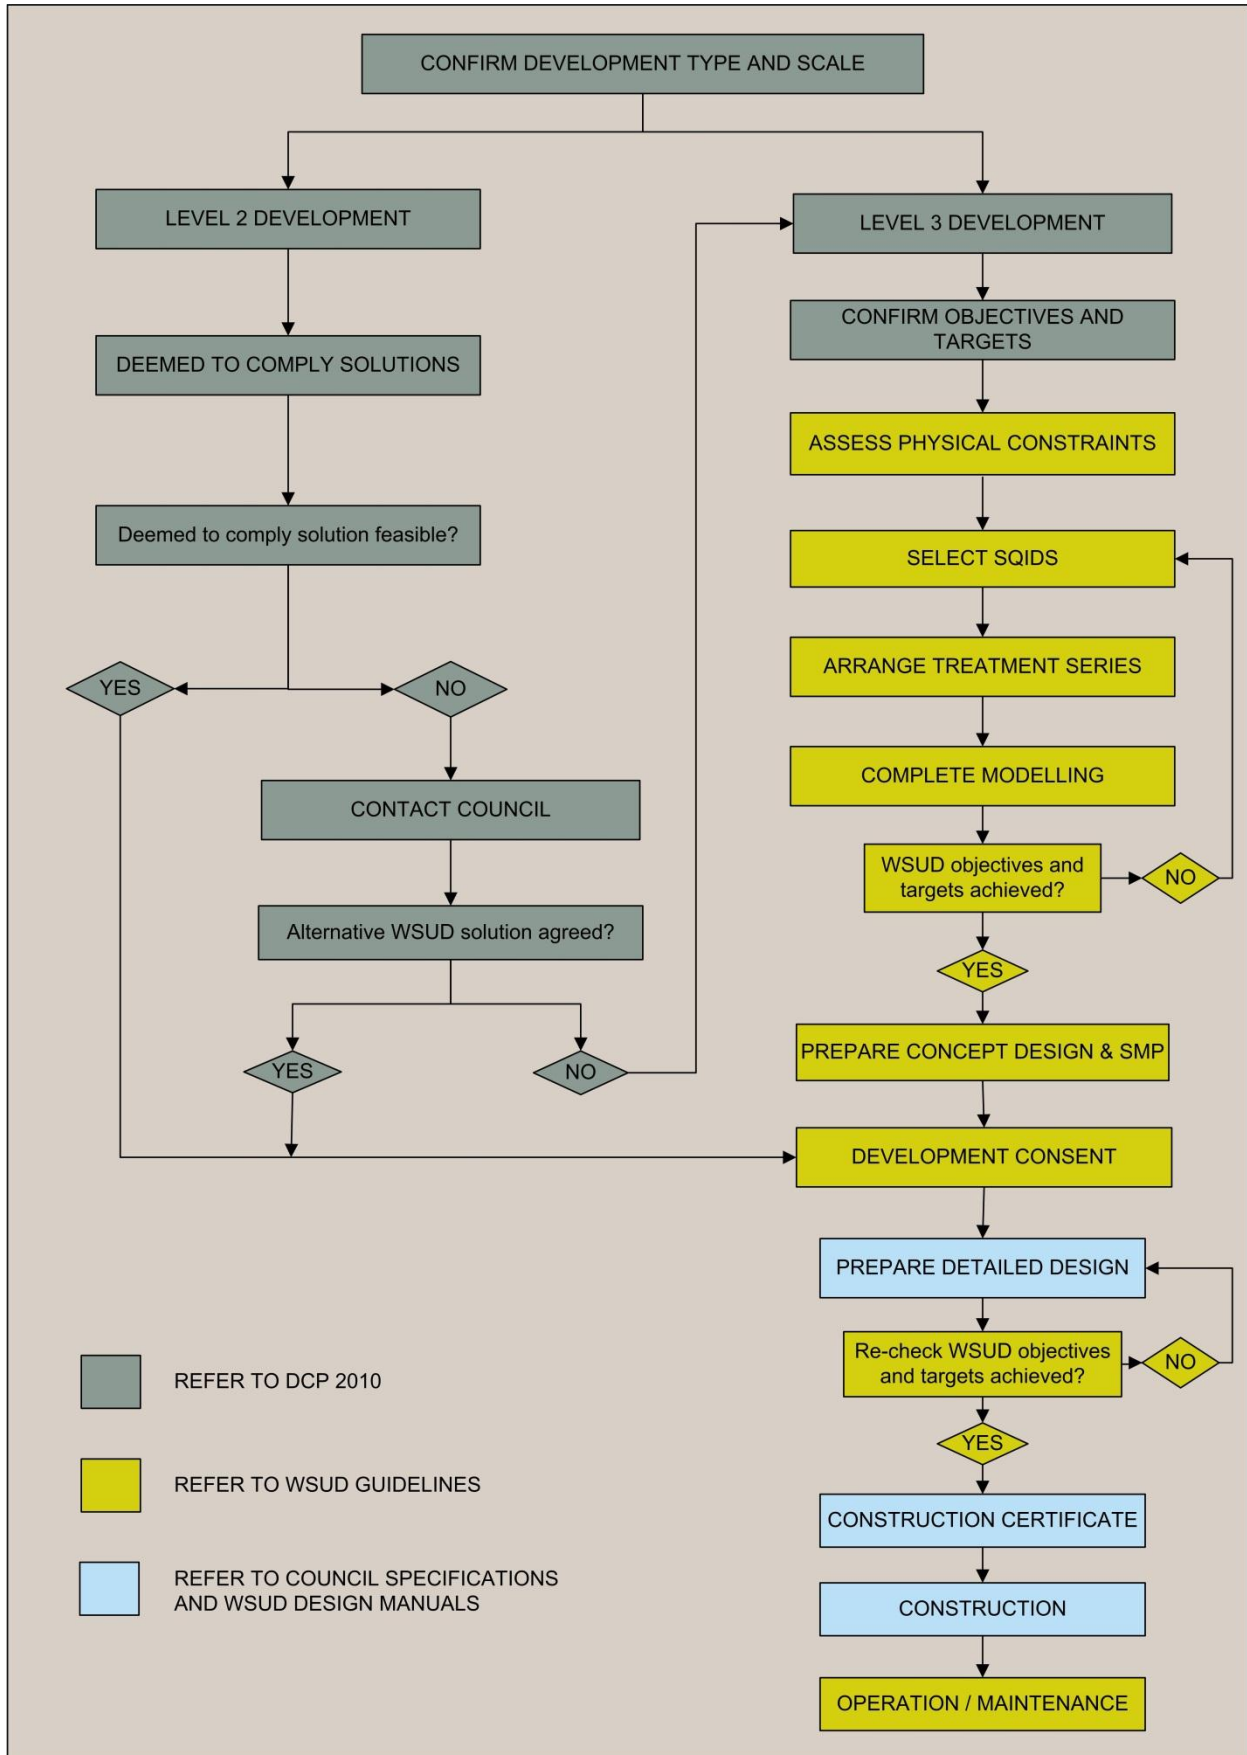 CONFIRM DEVELOPMENT TYPE AND SCALE
LEVEL 2 DEVELOPMENT
DEEMED TO COMPLY SOLUTIONS
Deemed to comply solution feasible?
YES
NO
CONTACT COUNCIL
Alternative WSUD solution agreed?
YES
NO
LEVEL 3 DEVELOPMENT
CONFIRM OBJECTIVES AND
TARGETS
ASSESS PHYSICAL CONSTRAINTS
SELECT SQIDS
ARRANGE TREATMENT SERIES
COMPLETE MODELLING
WSUD objectives and
targets achieved?
NO
YES
PREPARE CONCEPT DESIGN & SMP
DEVELOPMENT CONSENT
PREPARE DETAILED DESIGN
Re-check WSUD objectives
and targets achieved?
NO
YES
CONSTRUCTION CERTIFICATE
CONSTRUCTION
OPERATION / MAINTENANCE
REFER TO DCP 2010
REFER TO WSUD GUIDELINES
REFER TO COUNCIL SPECIFICATIONS
AND WSUD DESIGN MANUALS